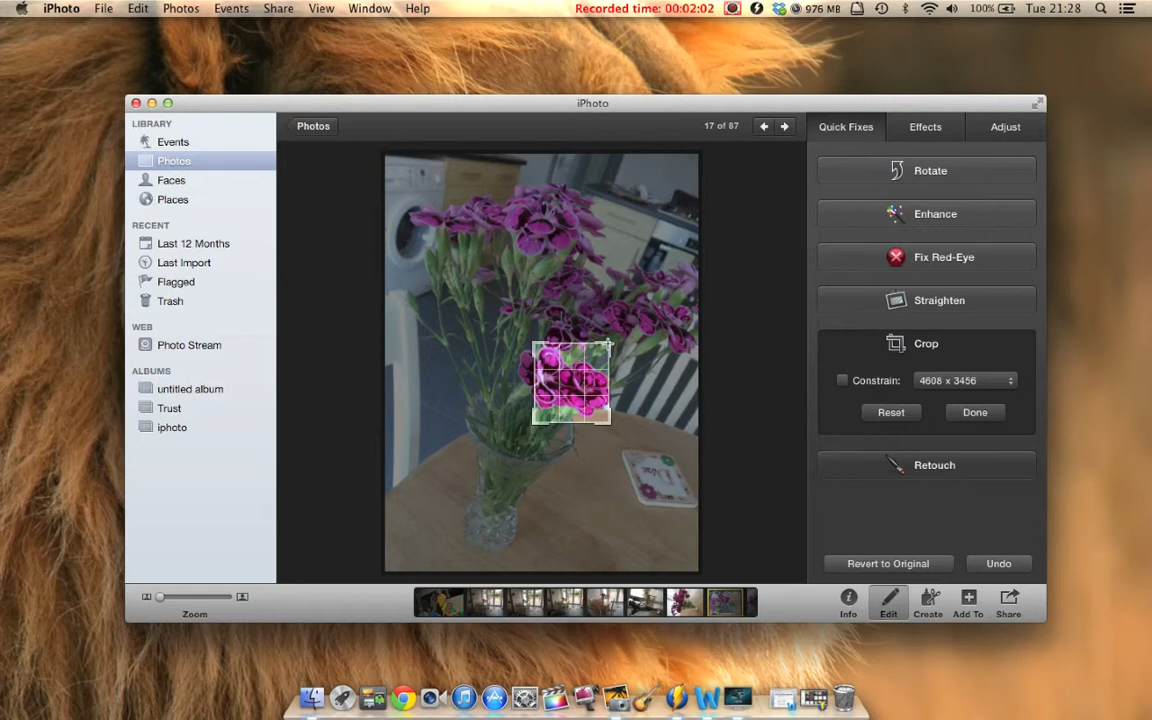 iPhoto File Edit Photos Events Share View Window Help Recorded time: 00:02:02 976 MB 100% Tue 21:28
iPhoto
LIBRARY
Events
Photos
Faces
Places
RECENT
Last 12 Months
Last Import
Flagged
Trash
WEB
Photo Stream
ALBUMS
untitled album
Trust
iphoto
Photos 17 of 87
Quick Fixes Effects Adjust
Rotate
Enhance
Fix Red-Eye
Straighten
Crop
Constrain: 4608 x 3456
Reset Done
Retouch
Revert to Original Undo
Zoom
Info Edit Create Add To Share